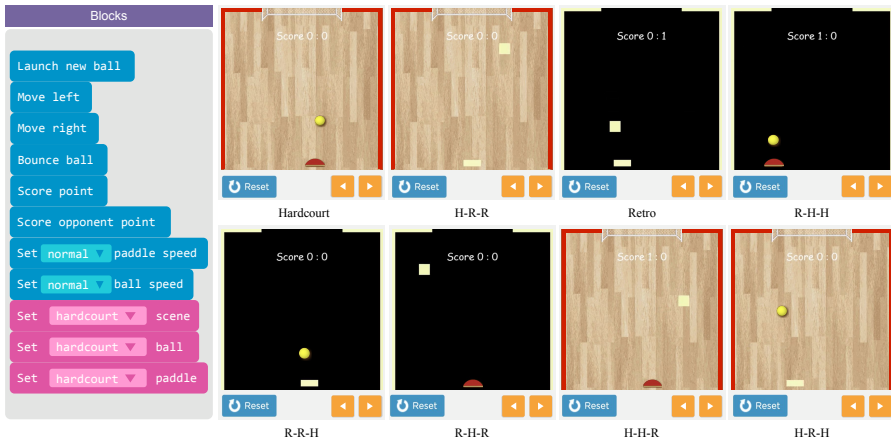 Blocks
Launch new ball
Move left
Move right
Bounce ball
Score point
Score opponent point
Set normal paddle speed
Set normal ball speed
Set hardcourt scene
Set hardcourt ball
Set hardcourt paddle
Score 0 : 0
Reset
Hardcourt
Score 0 : 0
Reset
H-R-R
Score 0 : 1
Reset
Retro
Score 1 : 0
Reset
R-H-H
Score 0 : 0
Reset
R-R-H
Score 0 : 0
Reset
R-H-R
Score 1 : 0
Reset
H-H-R
Score 0 : 0
Reset
H-R-H